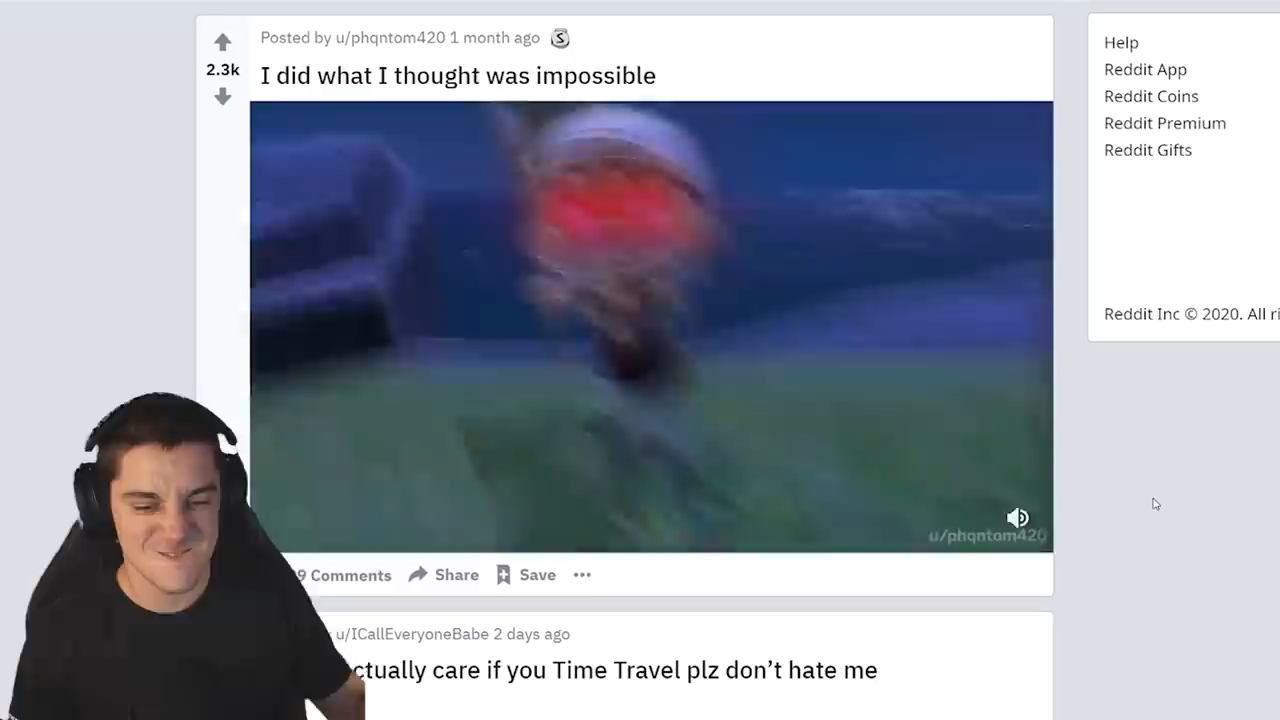 Posted by u/phqntom420 1 month ago
S
2.3k
I did what I thought was impossible
u/phqntom420
9 Comments
Share
Save
u/ICallEveryoneBabe 2 days ago
ctually care if you Time Travel plz don’t hate me
Help
Reddit App
Reddit Coins
Reddit Premium
Reddit Gifts
Reddit Inc © 2020. All ri